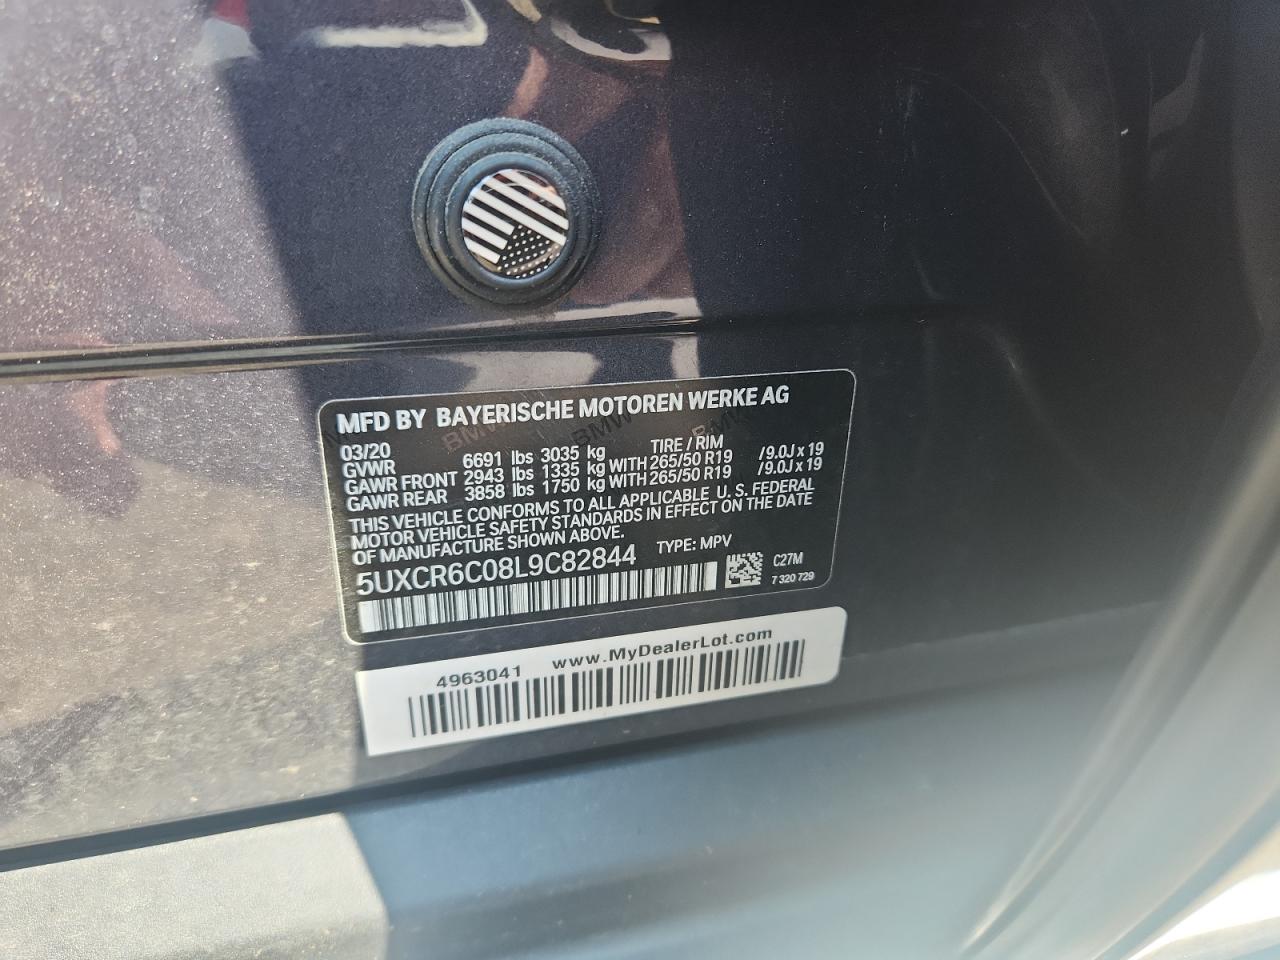 MFD BY BAYERISCHE MOTOREN WERKE AG
03/20 TIRE / RIM
GVWR 6691 lbs 3035 kg
GAWR FRONT 2943 lbs 1335 kg WITH 265/50 R19 /9.0J x 19
GAWR REAR 3858 lbs 1750 kg WITH 265/50 R19 /9.0J x 19
THIS VEHICLE CONFORMS TO ALL APPLICABLE U. S. FEDERAL
MOTOR VEHICLE SAFETY STANDARDS IN EFFECT ON THE DATE
OF MANUFACTURE SHOWN ABOVE.
5UXCR6C08L9C82844 TYPE: MPV
C27M
7 320 729
4963041 www.MyDealerLot.com